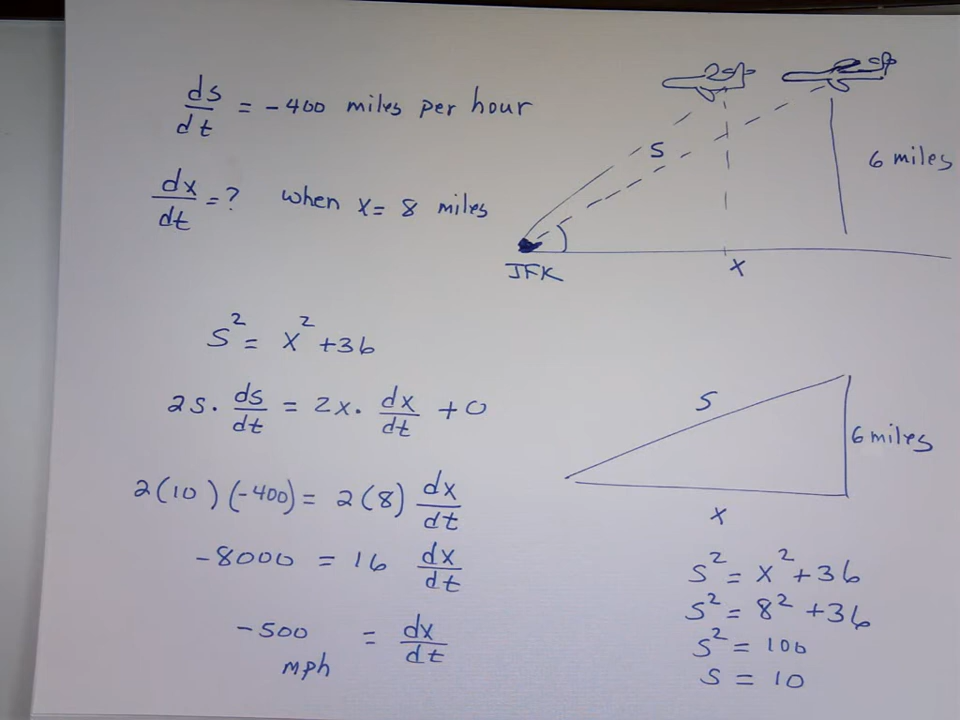 ds/dt = -400 miles per hour
dx/dt = ? when x = 8 miles
S
6 miles
JFK
x
S² = x² + 36
2s · ds/dt = 2x · dx/dt + 0
2(10)(-400) = 2(8) dx/dt
-8000 = 16 dx/dt
-500 mph = dx/dt
S
6 miles
x
S² = x² + 36
S² = 8² + 36
S² = 100
S = 10